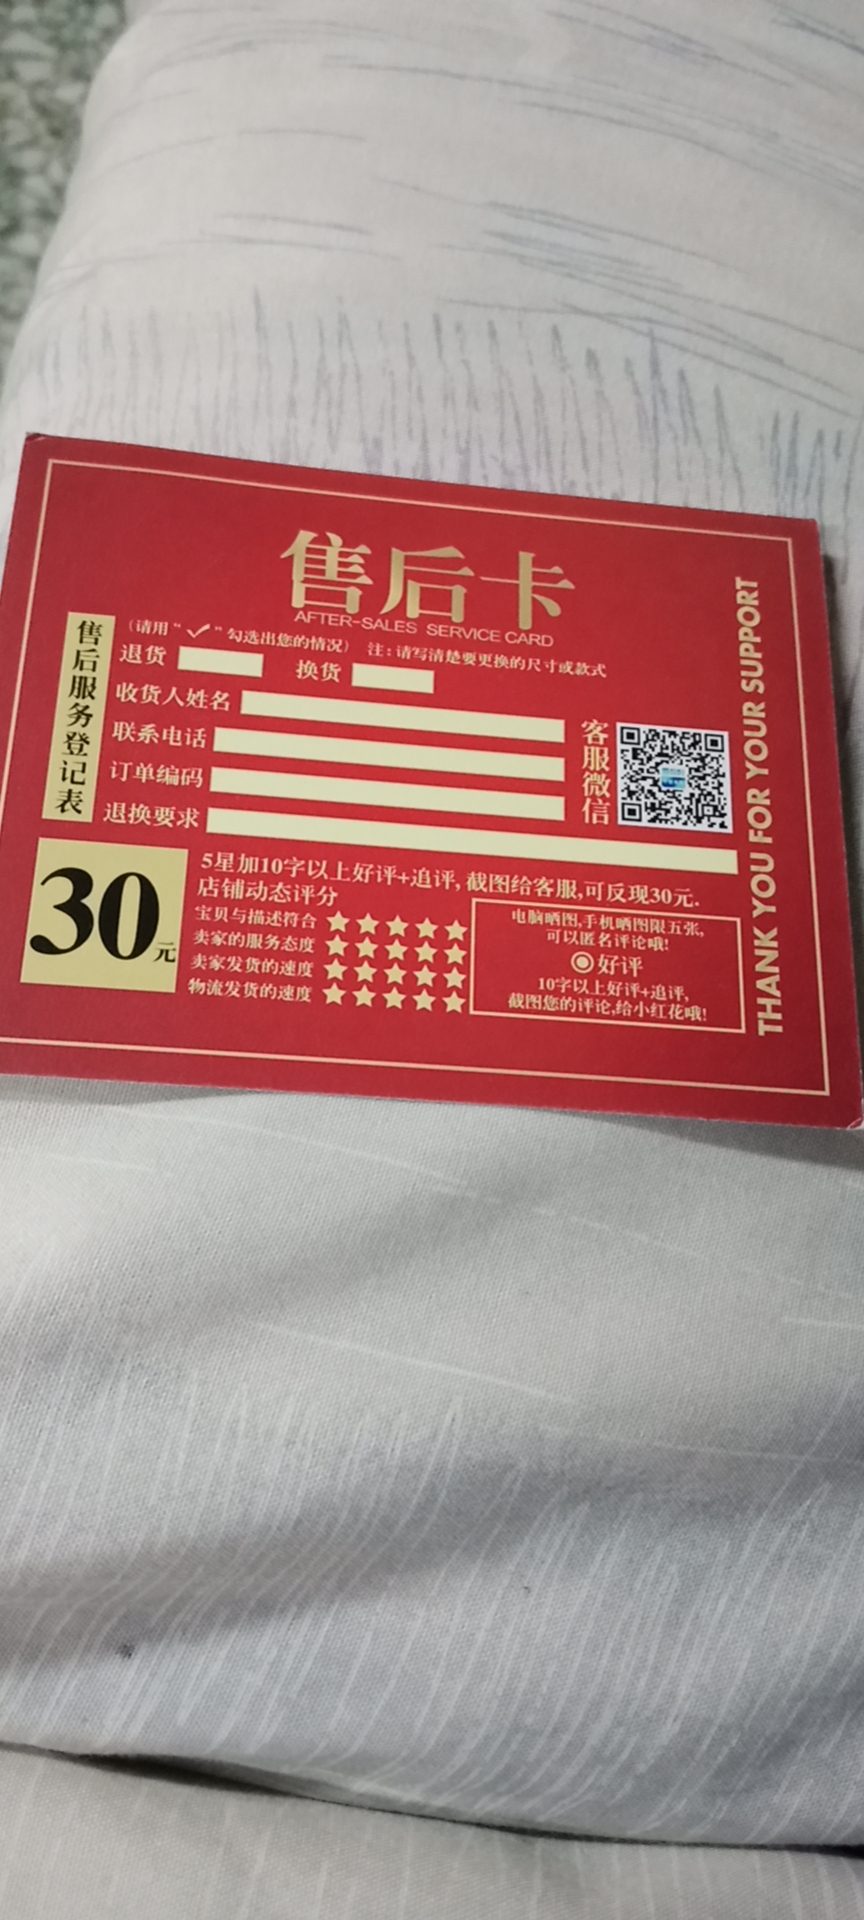 售后卡
AFTER-SALES SERVICE CARD
售后服务登记表
(请用“✓”勾选出您的情况) 注:请写清楚要更换的尺寸或款式
退货 换货
收货人姓名
联系电话
订单编码
退换要求
客服微信
THANK YOU FOR YOUR SUPPORT
30元
5星加10字以上好评+追评,截图给客服,可反现30元.
店铺动态评分
宝贝与描述符合 ★★★★★
卖家的服务态度 ★★★★★
卖家发货的速度 ★★★★★
物流发货的速度 ★★★★★
电脑晒图,手机晒图限五张,
可以匿名评论哦!
◎好评
10字以上好评+追评,
截图您的评论,给小红花哦!